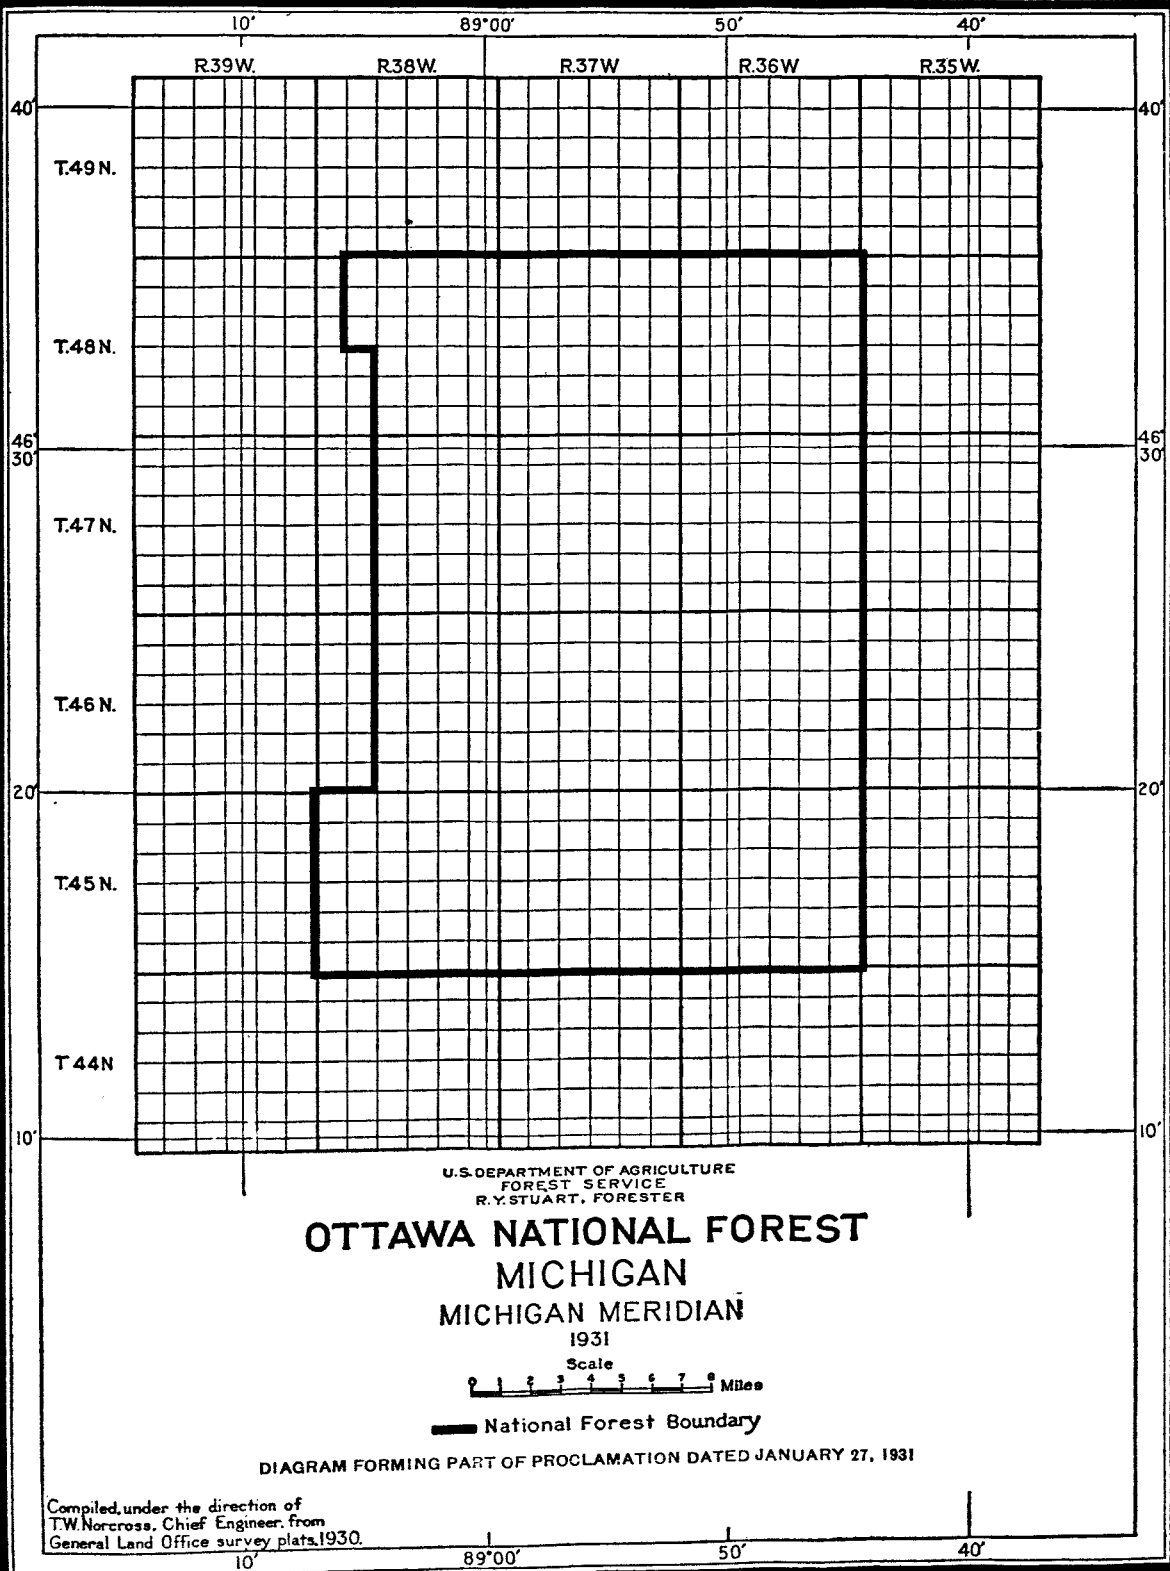 10′ 89°00′ 50′ 40′
R.39W. R.38W. R.37W R.36W R.35W.
40′ 40′
T.49N.
T.48N.
46° 46°
30′ 30′
T.47N.
T.46N.
20′ 20′
T.45N.
T 44N
10′ 10′
U.S. DEPARTMENT OF AGRICULTURE
FOREST SERVICE
R.Y. STUART, FORESTER
OTTAWA NATIONAL FOREST
MICHIGAN
MICHIGAN MERIDIAN
1931
Scale
0 1 2 3 4 5 6 7 8 Miles
National Forest Boundary
DIAGRAM FORMING PART OF PROCLAMATION DATED JANUARY 27, 1931
Compiled, under the direction of
T.W. Norcross, Chief Engineer, from
General Land Office survey plats, 1930.
10′ 89°00′ 50′ 40′